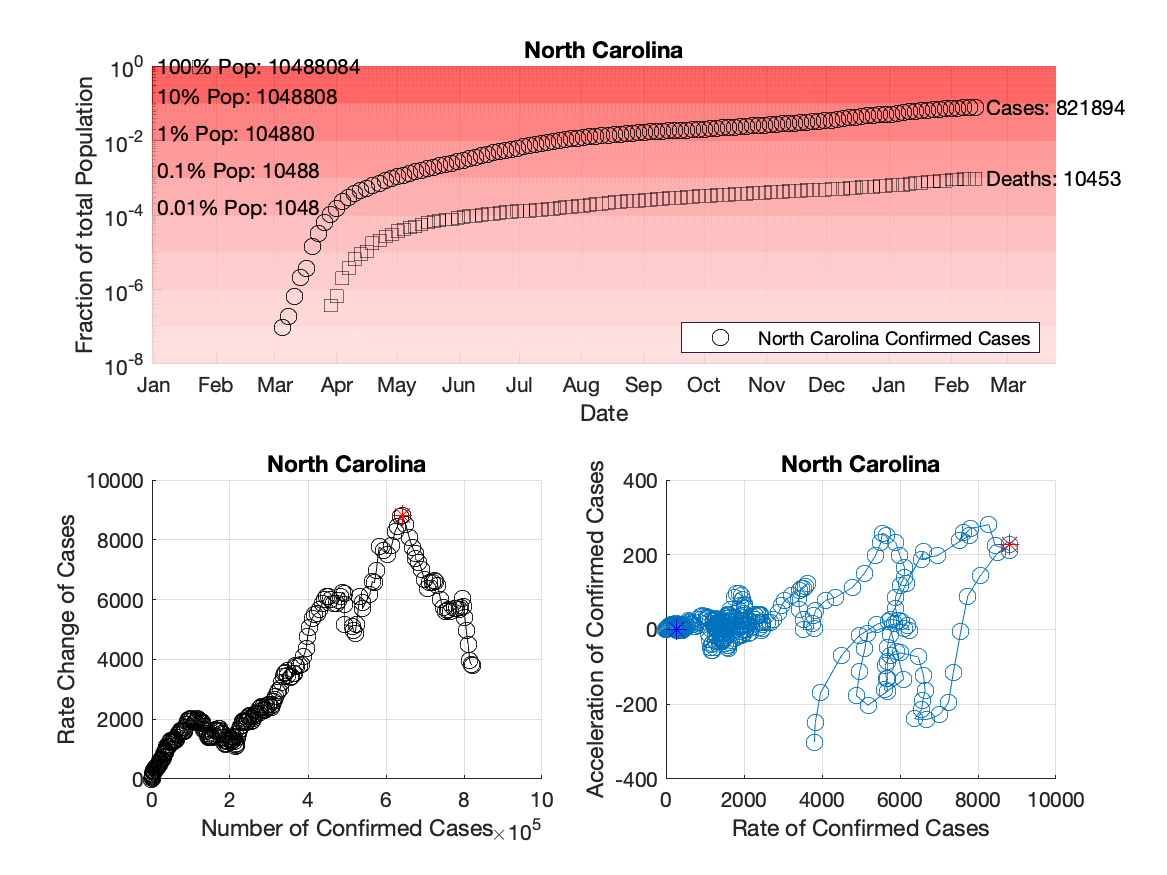 North Carolina
10^0
10^-2
10^-4
10^-6
10^-8
Fraction of total Population
100% Pop: 10488084
10% Pop: 1048808
1% Pop: 104880
0.1% Pop: 10488
0.01% Pop: 1048
Cases: 821894
Deaths: 10453
North Carolina Confirmed Cases
Jan Feb Mar Apr May Jun Jul Aug Sep Oct Nov Dec Jan Feb Mar
Date
North Carolina
10000
8000
6000
4000
2000
0
Rate Change of Cases
0 2 4 6 8 10
Number of Confirmed Cases ×10^5
North Carolina
400
200
0
-200
-400
Acceleration of Confirmed Cases
0 2000 4000 6000 8000 10000
Rate of Confirmed Cases